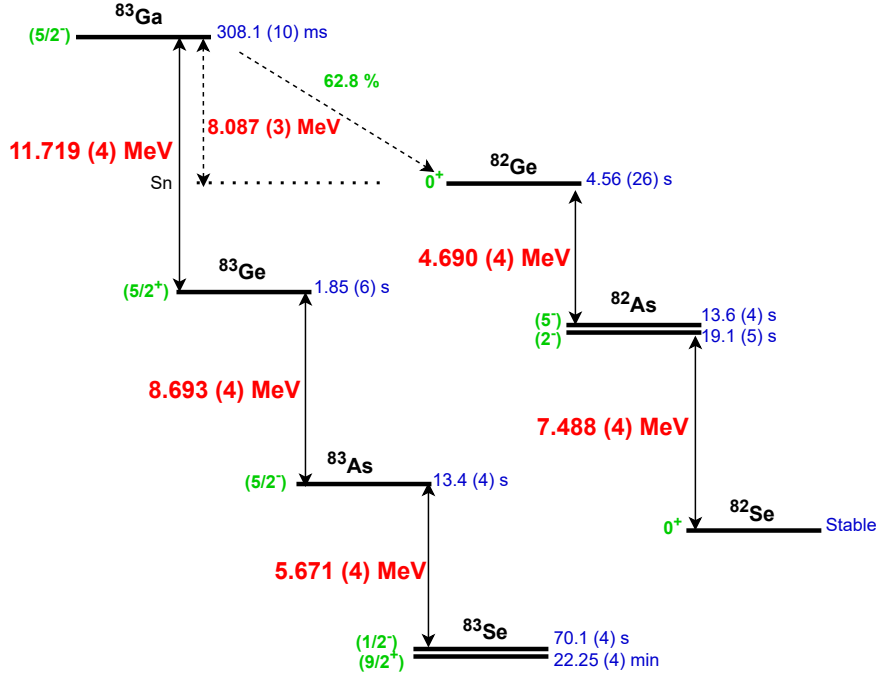 ⁸³Ga
(5/2⁻)
308.1 (10) ms
62.8 %
8.087 (3) MeV
11.719 (4) MeV
Sn
⁸²Ge
0⁺
4.56 (26) s
4.690 (4) MeV
⁸³Ge
(5/2⁺)
1.85 (6) s
⁸²As
(5⁻)
13.6 (4) s
(2⁻)
19.1 (5) s
8.693 (4) MeV
7.488 (4) MeV
⁸³As
(5/2⁻)
13.4 (4) s
⁸²Se
0⁺
Stable
5.671 (4) MeV
⁸³Se
(1/2⁻)
70.1 (4) s
(9/2⁺)
22.25 (4) min